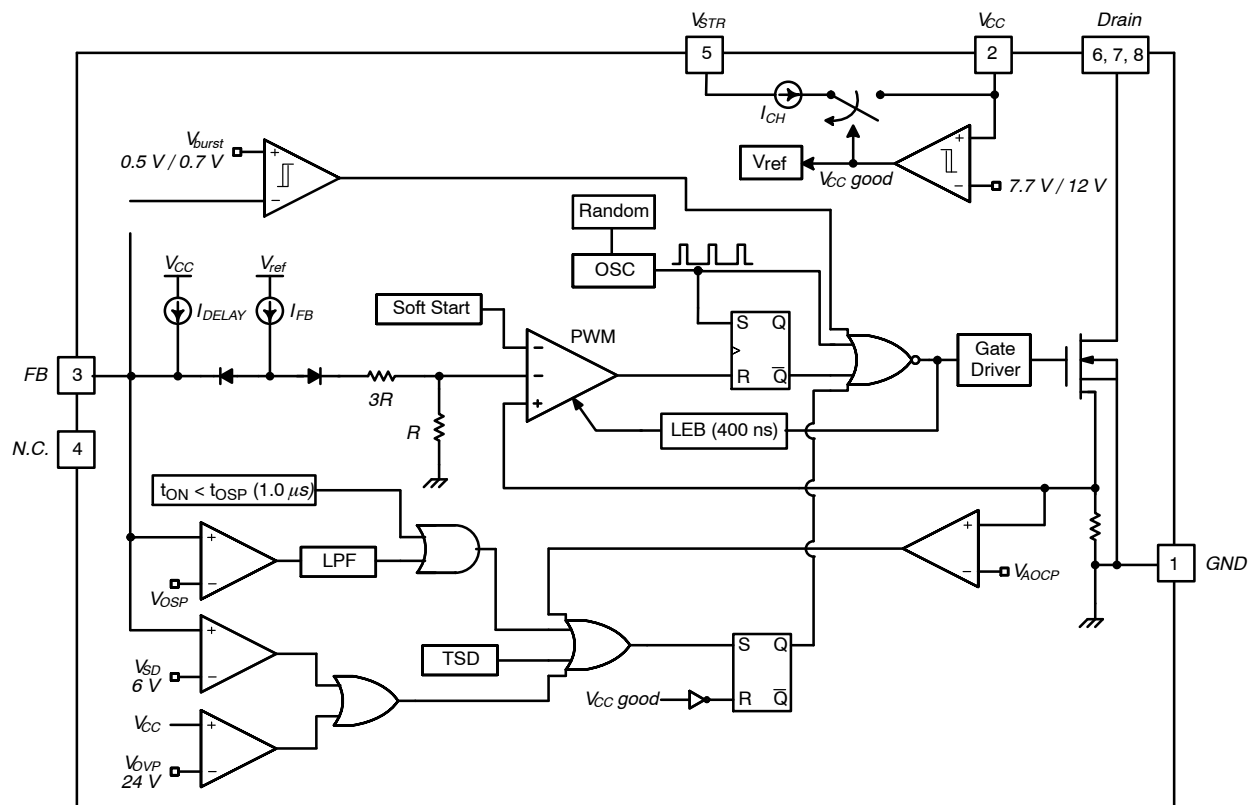 VSTR
VCC
Drain
5
2
6, 7, 8
ICH
Vburst
0.5 V / 0.7 V
+
−
Vref
VCC good
+
−
7.7 V / 12 V
Random
OSC
VCC
Vref
IDELAY
IFB
Soft Start
PWM
−
−
+
S
Q
R
Q
Gate
Driver
FB
3
3R
R
LEB (400 ns)
N.C.
4
tON < tOSP (1.0 μs)
+
−
VOSP
LPF
+
−
VAOCP
1
GND
+
−
VSD
6 V
TSD
S
Q
R
Q
VCC good
VCC
+
−
VOVP
24 V